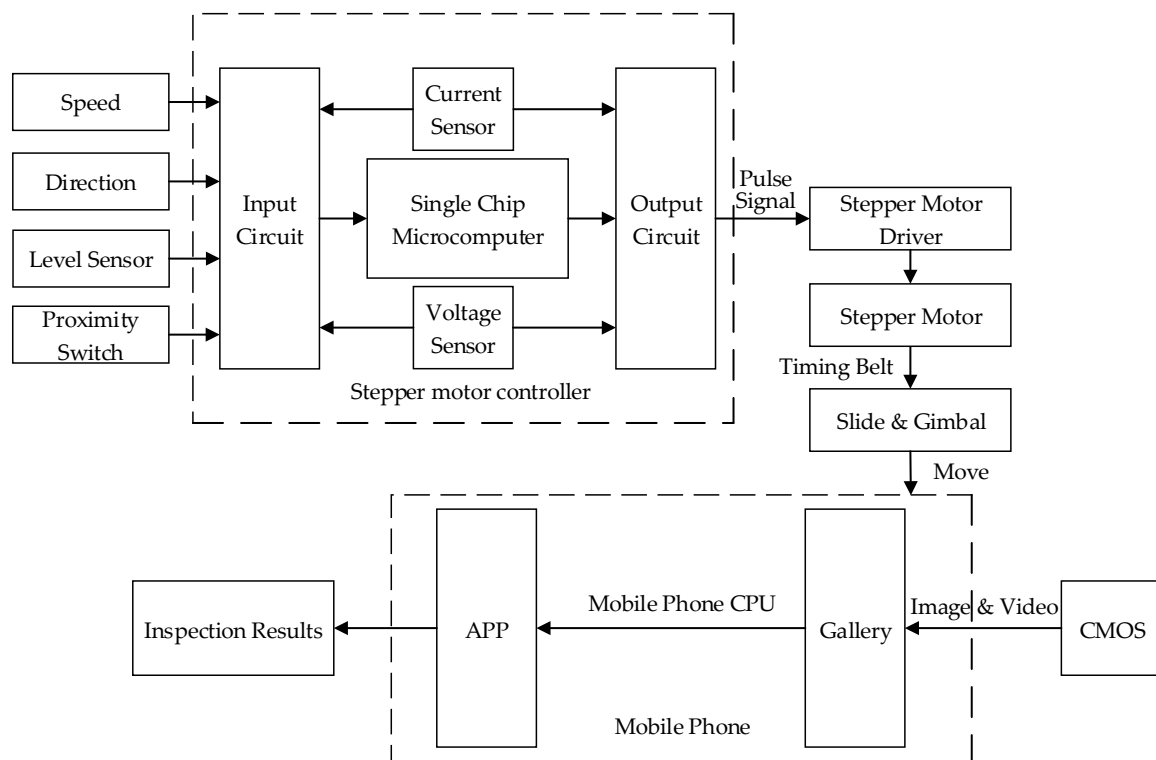 Speed
Direction
Level Sensor
Proximity
Switch
Input
Circuit
Current
Sensor
Single Chip
Microcomputer
Voltage
Sensor
Output
Circuit
Stepper motor controller
Pulse
Signal
Stepper Motor
Driver
Stepper Motor
Timing Belt
Slide & Gimbal
Move
Inspection Results
APP
Mobile Phone CPU
Gallery
Image & Video
CMOS
Mobile Phone